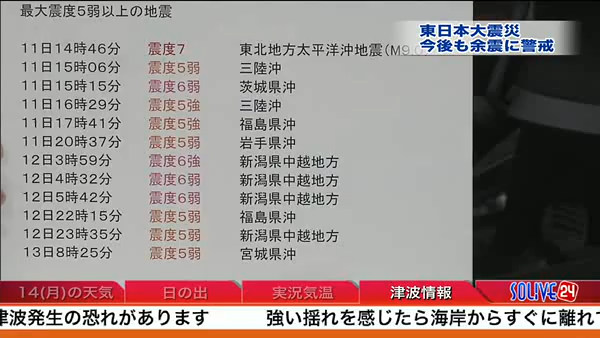 最大震度5弱以上の地震
東日本大震災
今後も余震に警戒
11日14時46分 震度7 東北地方太平洋沖地震(M9.0
11日15時06分 震度5弱 三陸沖
11日15時15分 震度6弱 茨城県沖
11日16時29分 震度5強 三陸沖
11日17時41分 震度5強 福島県沖
11日20時37分 震度5弱 岩手県沖
12日3時59分 震度6強 新潟県中越地方
12日4時32分 震度6弱 新潟県中越地方
12日5時42分 震度6弱 新潟県中越地方
12日22時15分 震度5弱 福島県沖
12日23時35分 震度5弱 新潟県中越地方
13日8時25分 震度5弱 宮城県沖
14(月)の天気 日の出 実況気温 津波情報 SOLiVE24
津波発生の恐れがあります 強い揺れを感じたら海岸からすぐに離れて